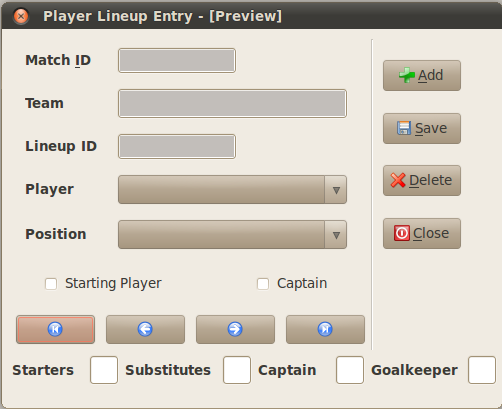 Player Lineup Entry - [Preview]
Match ID
Add
Team
Save
Lineup ID
Player
Delete
Position
Close
Starting Player
Captain
Starters
Substitutes
Captain
Goalkeeper